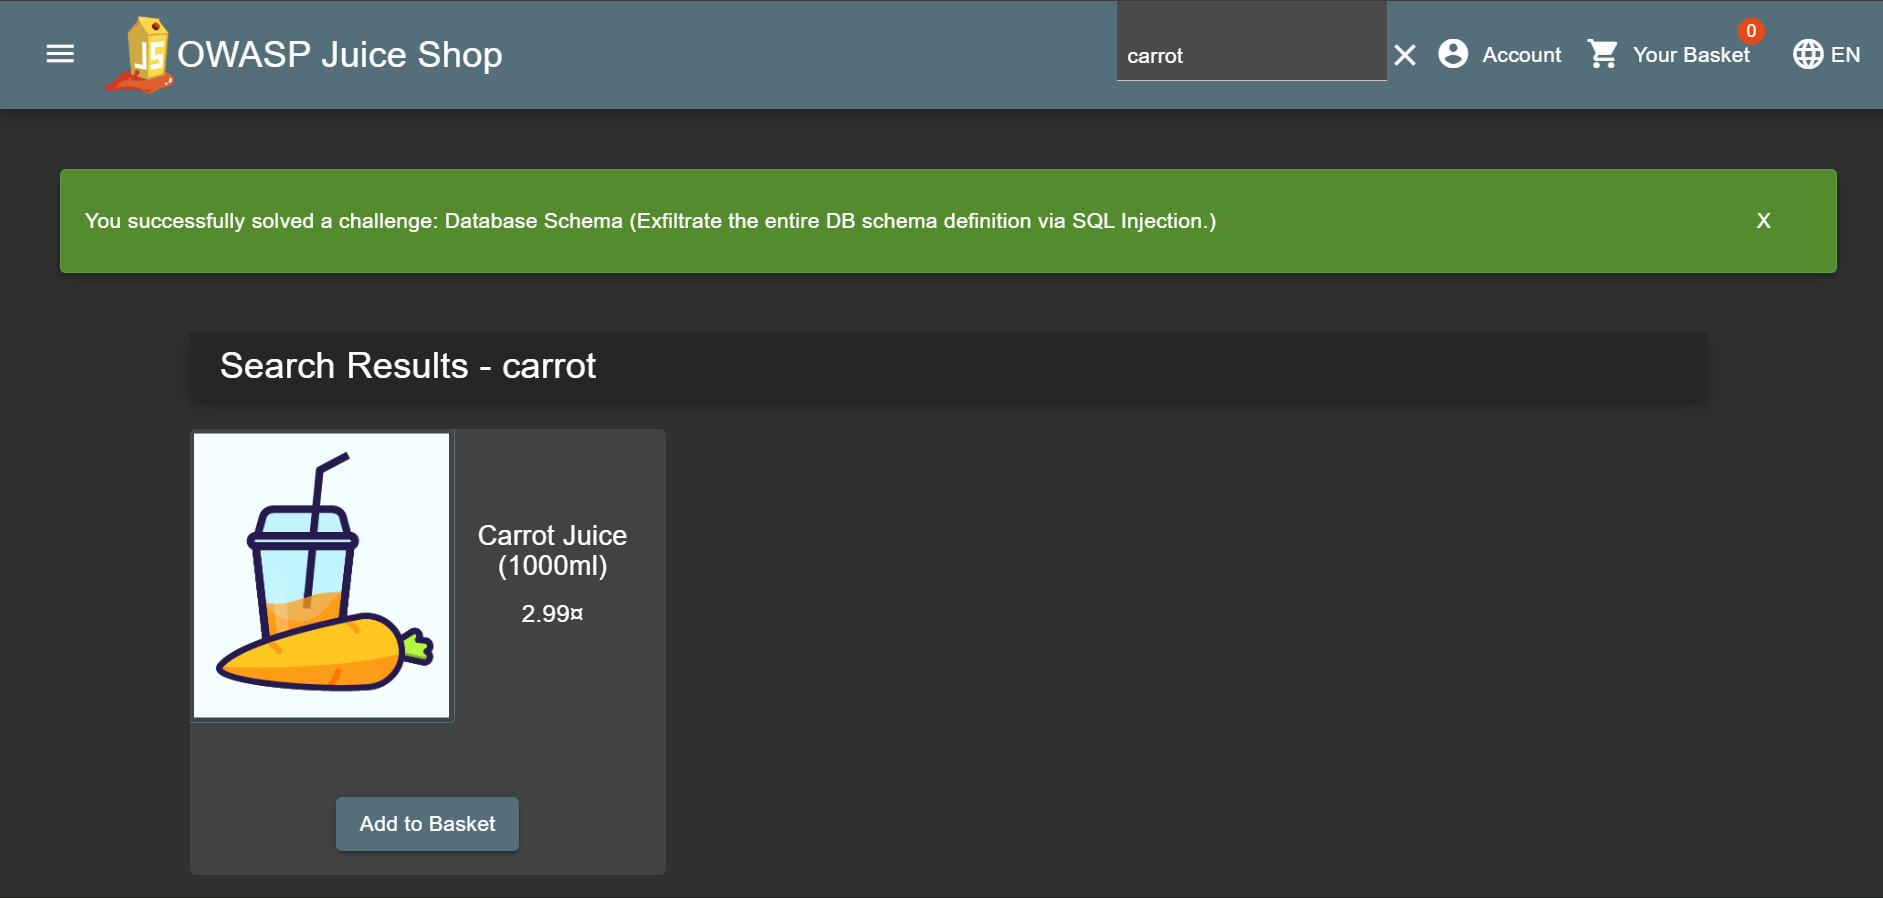 JS
OWASP Juice Shop
carrot
Account
Your Basket
0
EN
You successfully solved a challenge: Database Schema (Exfiltrate the entire DB schema definition via SQL Injection.)
X
Search Results - carrot
Carrot Juice
(1000ml)
2.99¤
Add to Basket